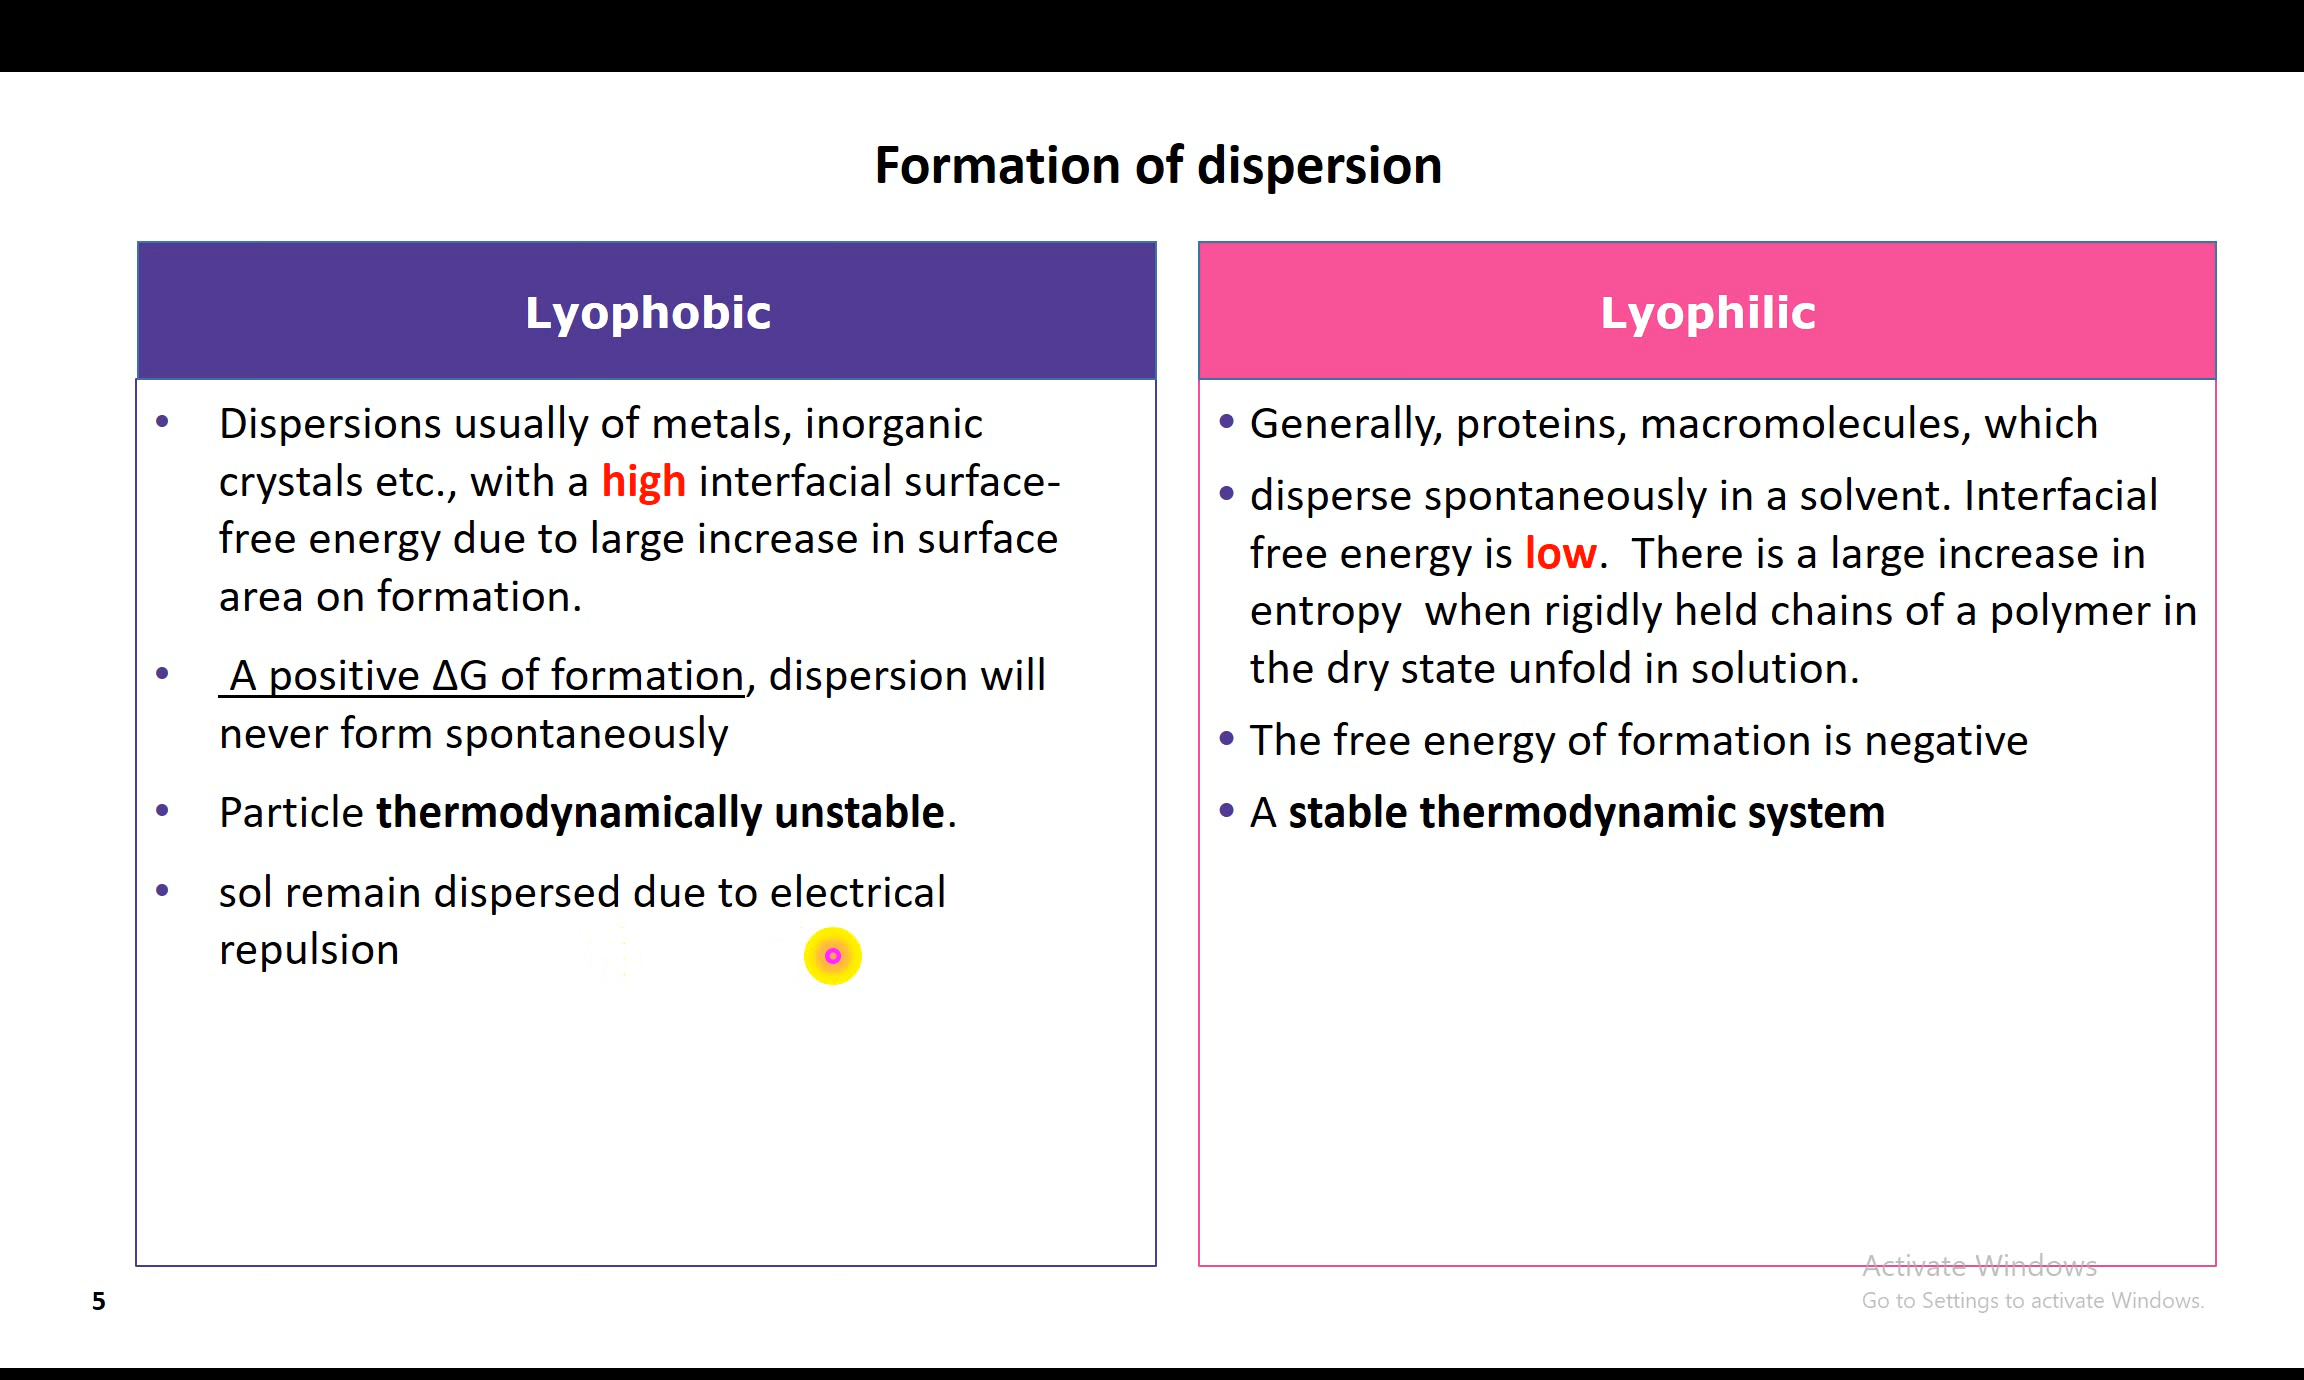 Formation of dispersion
Lyophobic
• Dispersions usually of metals, inorganic
crystals etc., with a high interfacial surface-
free energy due to large increase in surface
area on formation.
• A positive ΔG of formation, dispersion will
never form spontaneously
• Particle thermodynamically unstable.
• sol remain dispersed due to electrical
repulsion
Lyophilic
• Generally, proteins, macromolecules, which
• disperse spontaneously in a solvent. Interfacial
free energy is low. There is a large increase in
entropy when rigidly held chains of a polymer in
the dry state unfold in solution.
• The free energy of formation is negative
• A stable thermodynamic system
Activate Windows
Go to Settings to activate Windows.
5